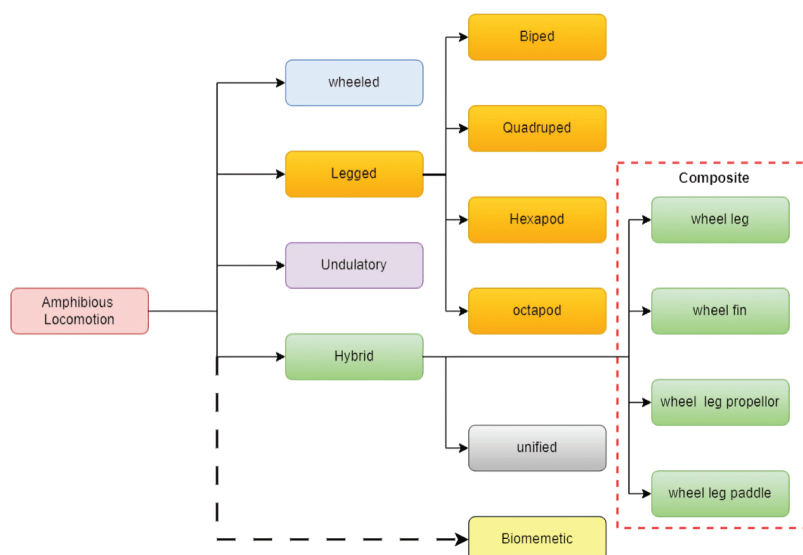 Biped
wheeled
Quadruped
Legged
Composite
wheel leg
Hexapod
Undulatory
Amphibious
Locomotion
octapod
wheel fin
Hybrid
wheel leg propellor
unified
wheel leg paddle
Biomemetic